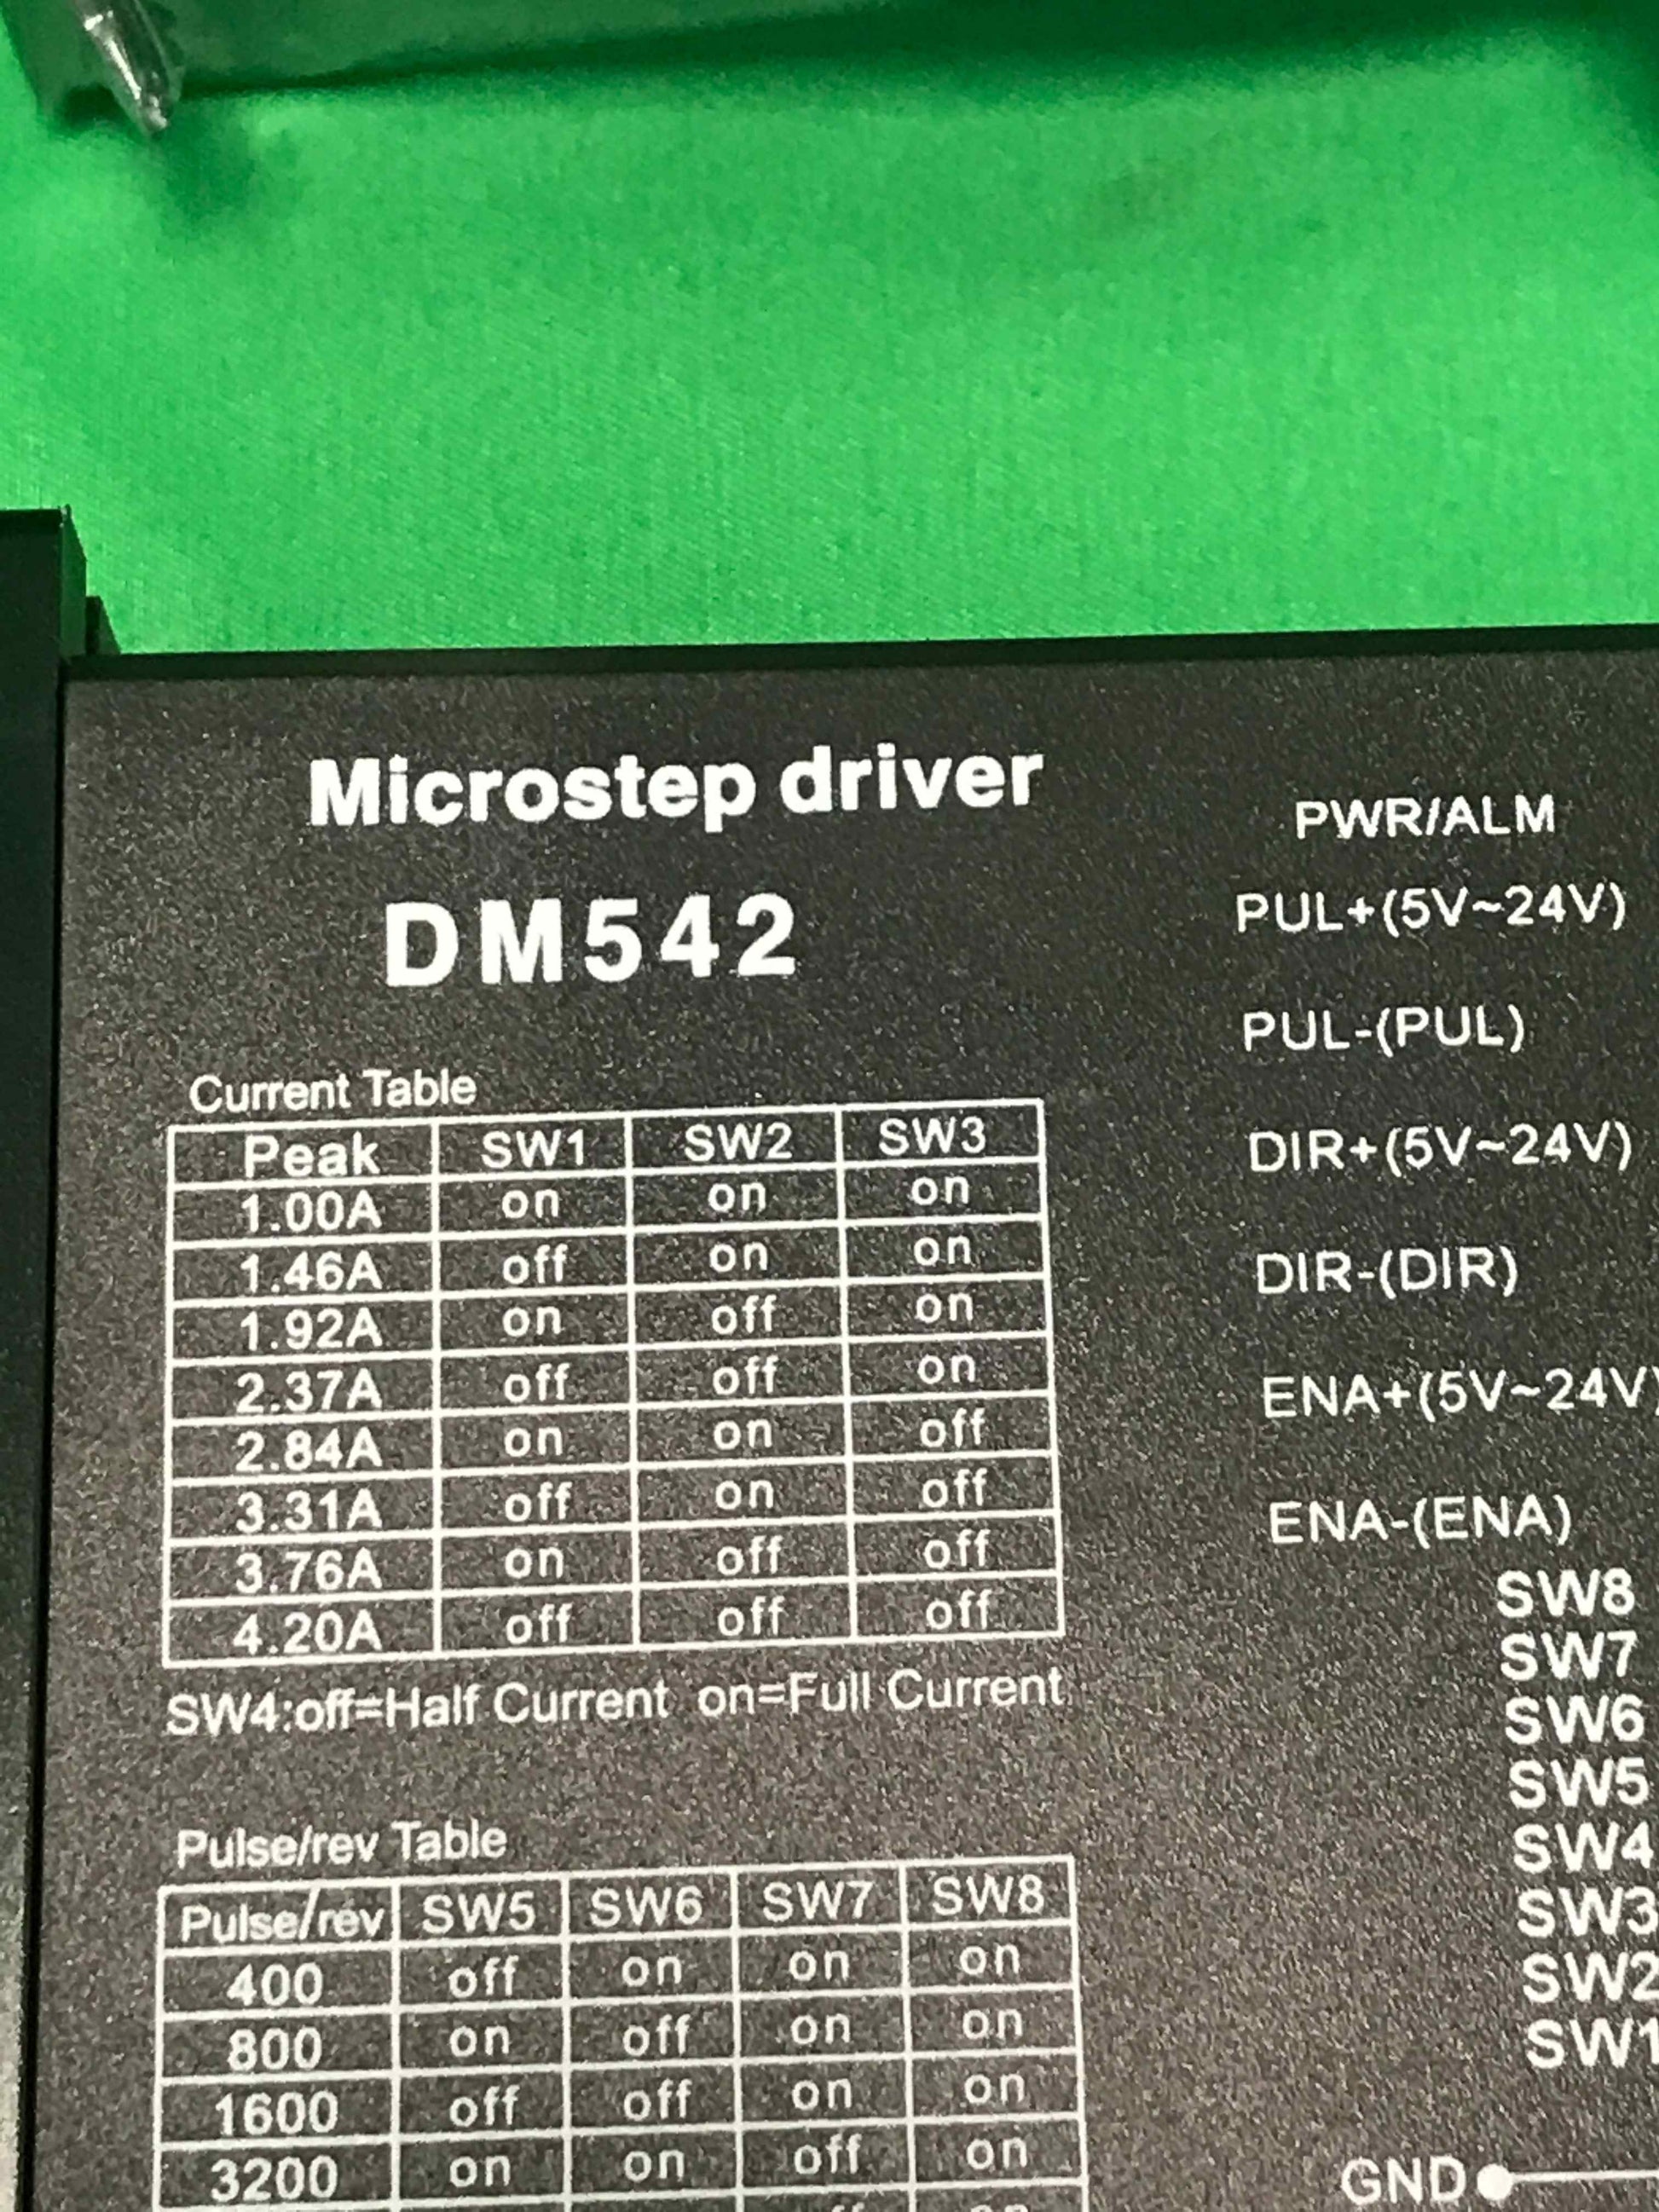 Microstep driver
DM542
Current Table
Peak SW1 SW2 SW3
1.00A on on on
1.46A off on on
1.92A on off on
2.37A off off on
2.84A on on off
3.31A off on off
3.76A on off off
4.20A off off off
SW4:off=Half Current on=Full Current
Pulse/rev Table
Pulse/rev SW5 SW6 SW7 SW8
400 off on on on
800 on off on on
1600 off off on on
3200 on on off on
PWR/ALM
PUL+(5V~24V)
PUL-(PUL)
DIR+(5V~24V)
DIR-(DIR)
ENA+(5V~24V)
ENA-(ENA)
SW8
SW7
SW6
SW5
SW4
SW3
SW2
SW1
GND